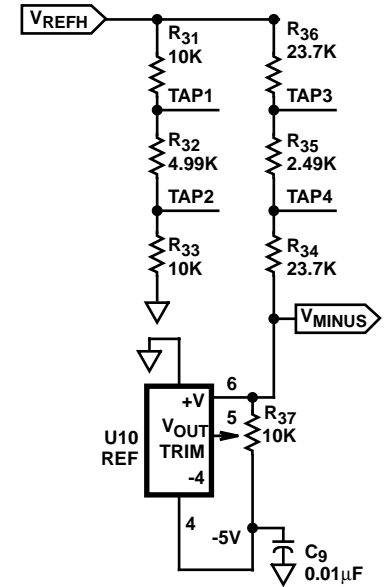 VREFH
R31
10K
R36
23.7K
TAP1
TAP3
R32
4.99K
R35
2.49K
TAP2
TAP4
R33
10K
R34
23.7K
VMINUS
+V
6
R37
10K
VOUT
5
TRIM
U10
REF
-4
4
-5V
C9
0.01µF